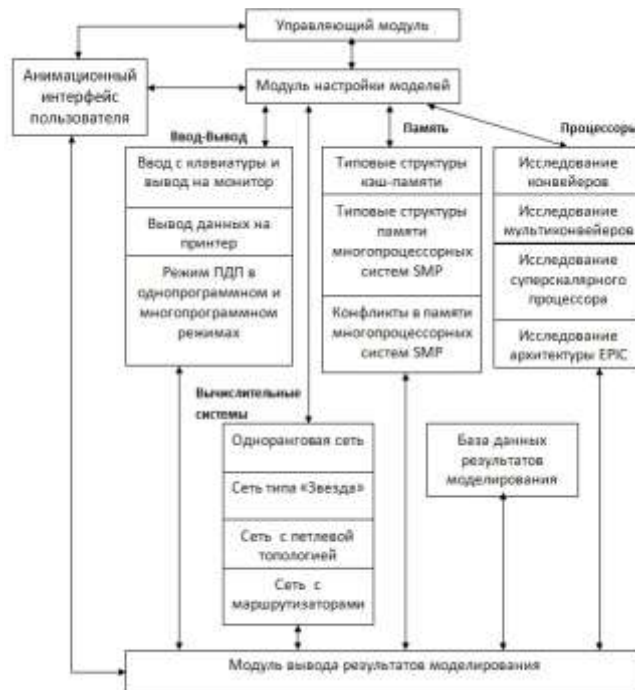 Управляющий модуль
Анимационный
интерфейс
пользователя
Модуль настройки моделей
Ввод-Вывод
Память
Процессоры
Ввод с клавиатуры и
вывод на монитор
Вывод данных на
принтер
Режим ПДП в
однопрограммном и
многопрограммном
режимах
Типовые структуры
кэш-памяти
Типовые структуры
памяти
многопроцессорных
систем SMP
Конфликты в памяти
многопроцессорных
систем SMP
Исследование
конвейеров
Исследование
мультиконвейеров
Исследование
суперскалярного
процессора
Исследование
архитектуры EPIC
Вычислительные
системы
Одноранговая сеть
Сеть типа «Звезда»
Сеть с петлевой
топологией
Сеть с
маршрутизаторами
База данных
результатов
моделирования
Модуль вывода результатов моделирования